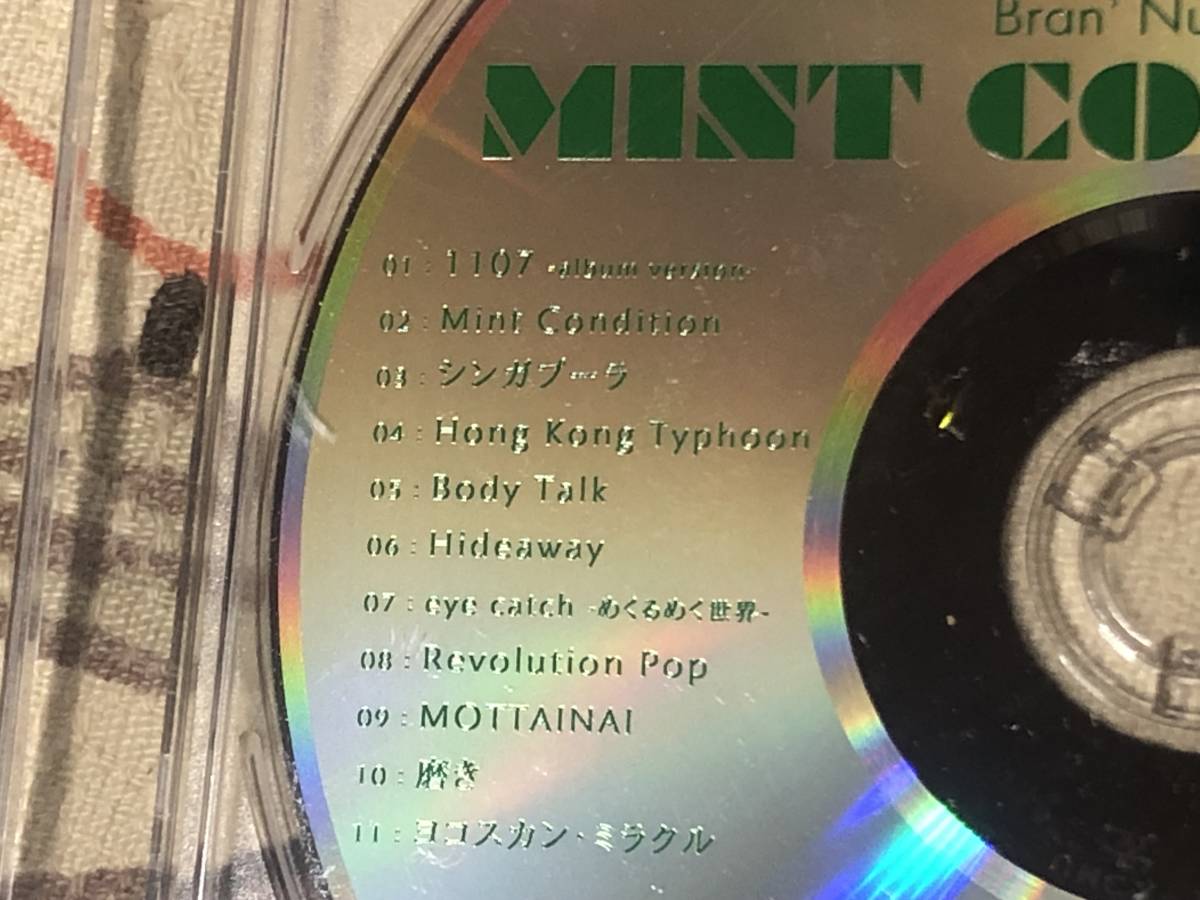 Bran' Nu
MINT CO
01 : 1107 -album version-
02 : Mint Condition
03 : シンガプーラ
04 : Hong Kong Typhoon
05 : Body Talk
06 : Hideaway
07 : eye catch -めくるめく世界-
08 : Revolution Pop
09 : MOTTAINAI
10 : 磨き
11 : ヨコスカン・ミラクル